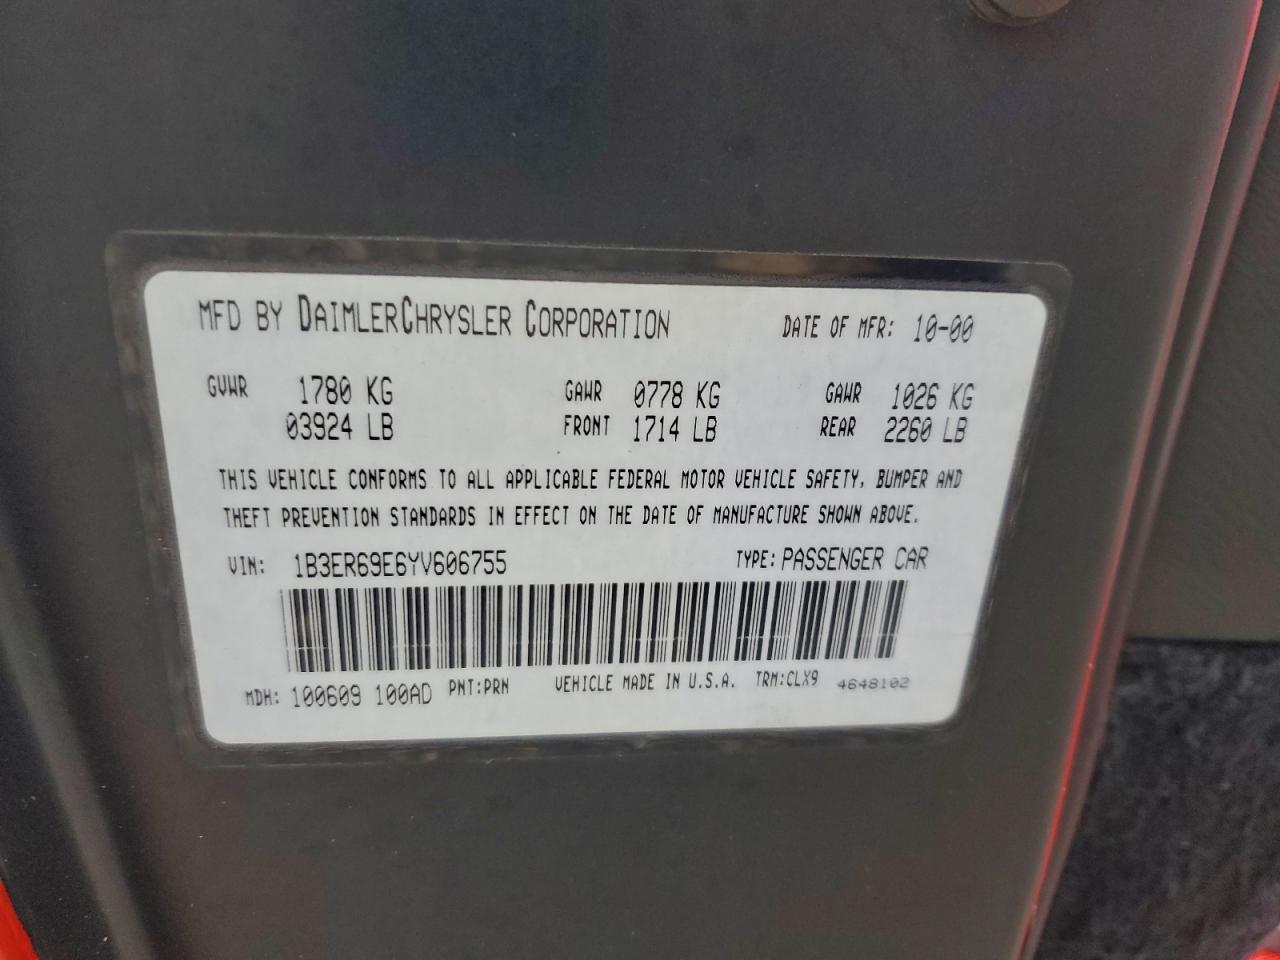 MFD BY DAIMLERCHRYSLER CORPORATION DATE OF MFR: 10-00
GVWR 1780 KG GAWR 0778 KG GAWR 1026 KG
03924 LB FRONT 1714 LB REAR 2260 LB
THIS VEHICLE CONFORMS TO ALL APPLICABLE FEDERAL MOTOR VEHICLE SAFETY, BUMPER AND
THEFT PREVENTION STANDARDS IN EFFECT ON THE DATE OF MANUFACTURE SHOWN ABOVE.
VIN: 1B3ER69E6YV606755 TYPE: PASSENGER CAR
MDH: 100609 100AD PNT:PRN VEHICLE MADE IN U.S.A. TRM:CLX9 4648102